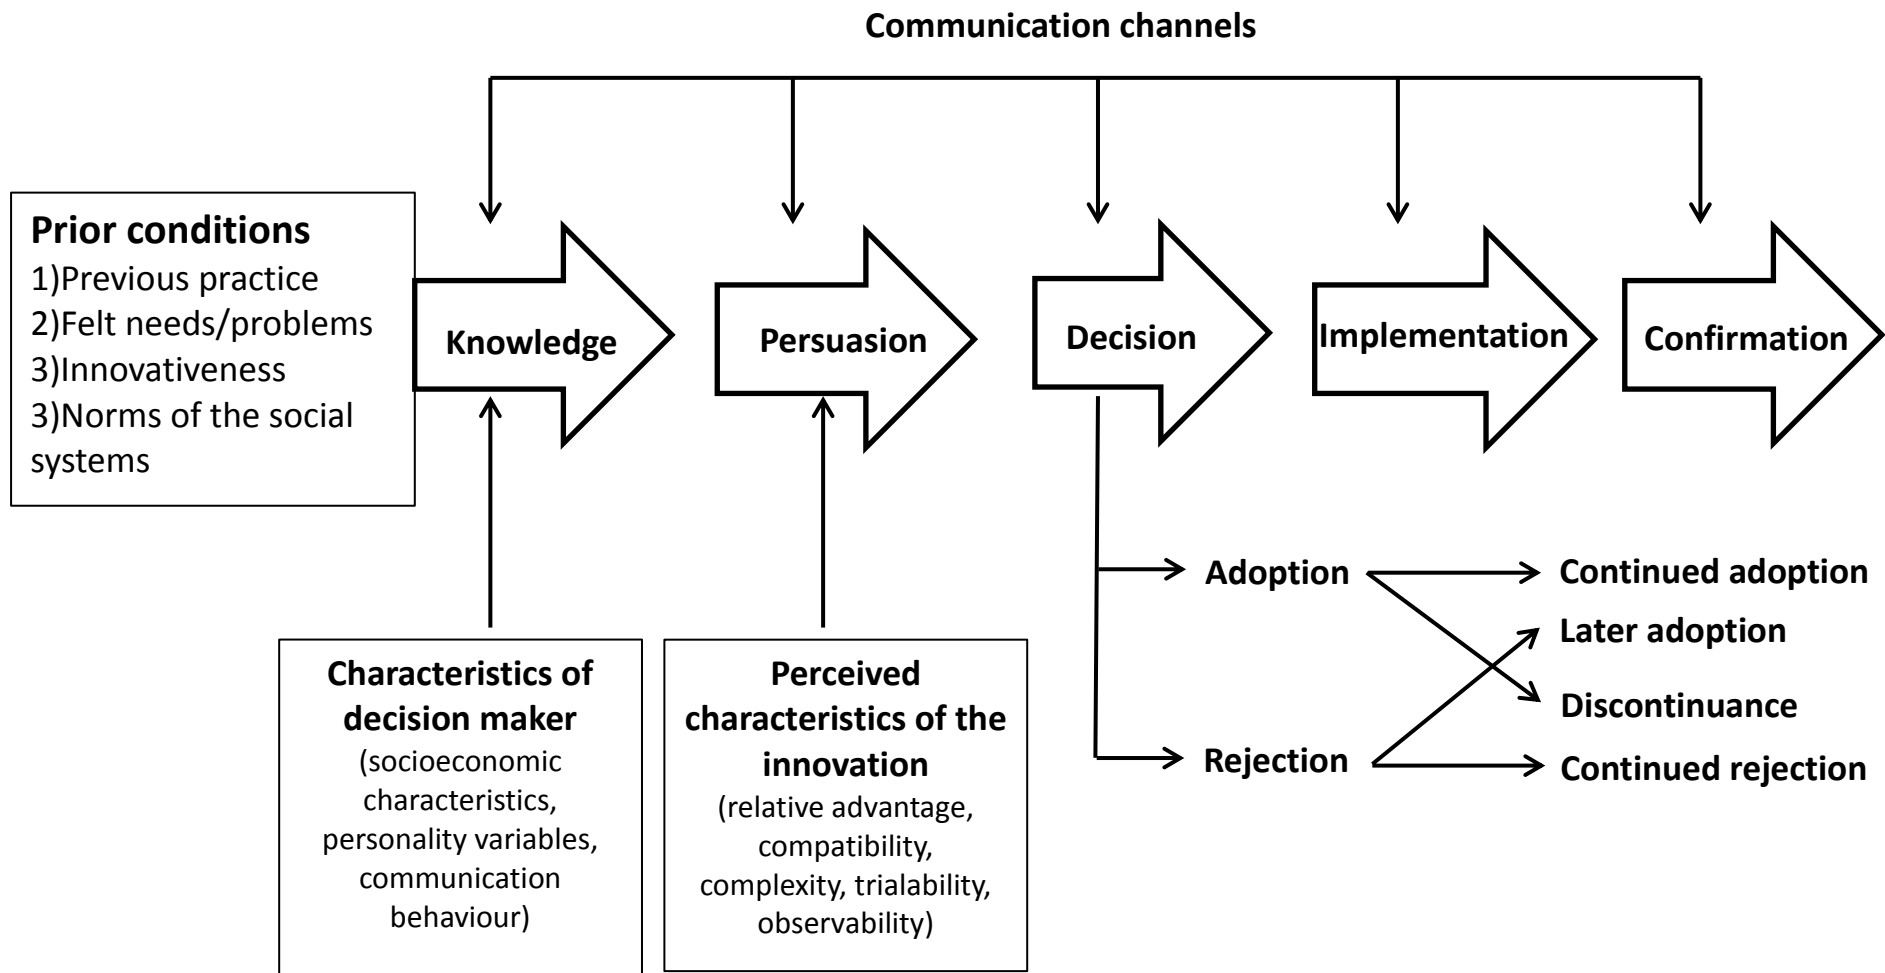 Communication channels
Prior conditions
1)Previous practice
2)Felt needs/problems
3)Innovativeness
3)Norms of the social
systems
Knowledge
Persuasion
Decision
Implementation
Confirmation
Adoption
Rejection
Continued adoption
Later adoption
Discontinuance
Continued rejection
Characteristics of
decision maker
(socioeconomic
characteristics,
personality variables,
communication
behaviour)
Perceived
characteristics of the
innovation
(relative advantage,
compatibility,
complexity, trialability,
observability)